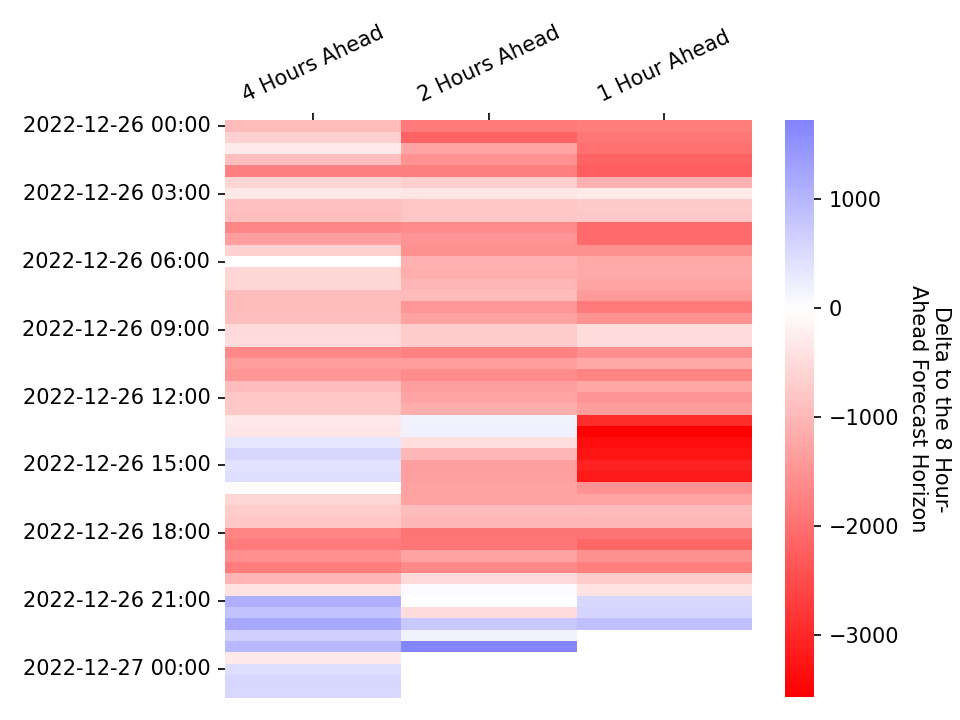 4 Hours Ahead
2 Hours Ahead
1 Hour Ahead
2022-12-26 00:00
2022-12-26 03:00
2022-12-26 06:00
2022-12-26 09:00
2022-12-26 12:00
2022-12-26 15:00
2022-12-26 18:00
2022-12-26 21:00
2022-12-27 00:00
1000
0
−1000
−2000
−3000
Delta to the 8 Hour-
Ahead Forecast Horizon